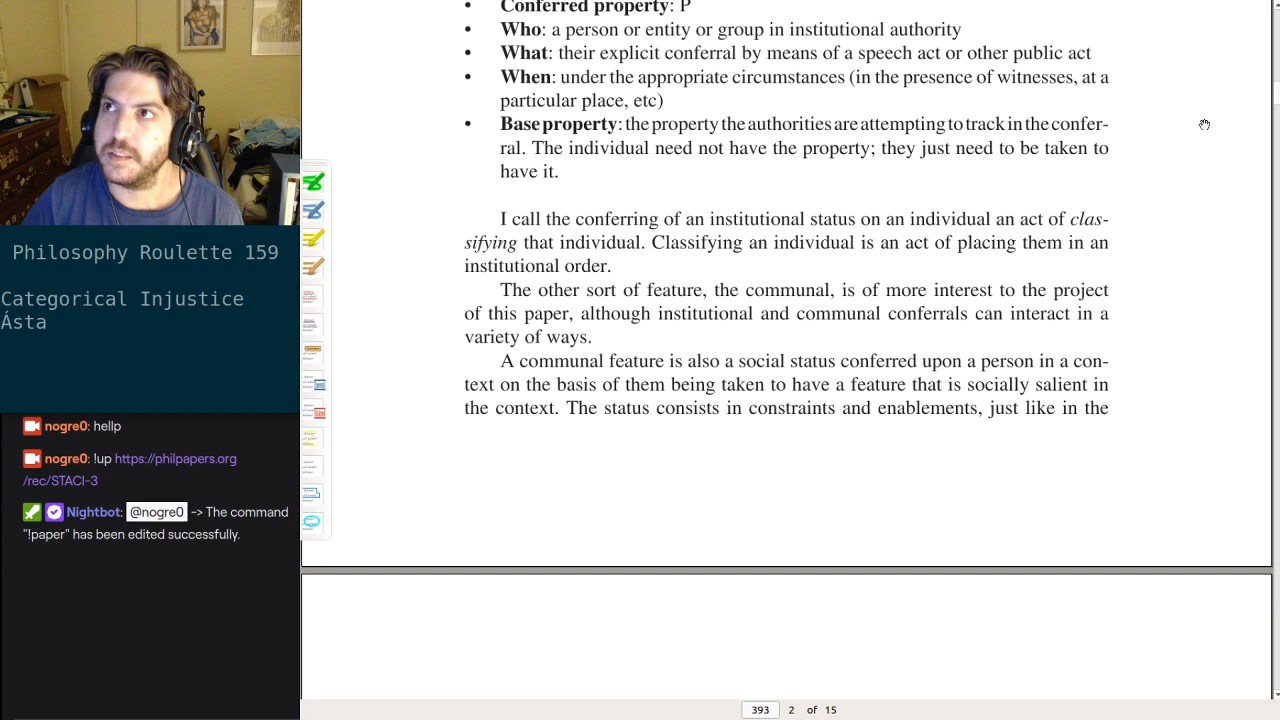 Conferred property: P
• Who: a person or entity or group in institutional authority
• What: their explicit conferral by means of a speech act or other public act
• When: under the appropriate circumstances (in the presence of witnesses, at a
particular place, etc)
• Base property: the property the authorities are attempting to track in the confer-
ral. The individual need not have the property; they just need to be taken to
have it.
I call the conferring of an institutional status on an individual an act of clas-
sifying that individual. Classifying an individual is an act of placing them in an
institutional order.
The other sort of feature, the communal, is of more interest to the project
of this paper, although institutional and communal conferrals can interact in a
variety of ways.
A communal feature is also a social status conferred upon a person in a con-
text on the basis of them being taken to have a feature that is socially salient in
the context. The status consists in constraints and enablements, just like in the
393 2 of 15
Philosophy Roulette 159
Categorical Injustice
Ásta
nogre0: hellp
nogre0: !up https://philpapers.org
/rec/STACI-3
Nightbot: @nogre0 -> The command
"!paper" has been edited successfully.